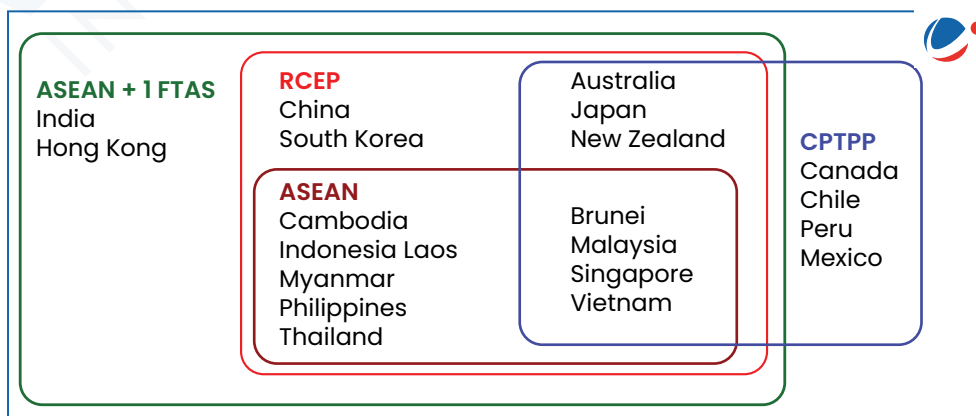 ASEAN + 1 FTAS
India
Hong Kong
RCEP
China
South Korea
Australia
Japan
New Zealand
ASEAN
Cambodia
Indonesia Laos
Myanmar
Philippines
Thailand
Brunei
Malaysia
Singapore
Vietnam
CPTPP
Canada
Chile
Peru
Mexico